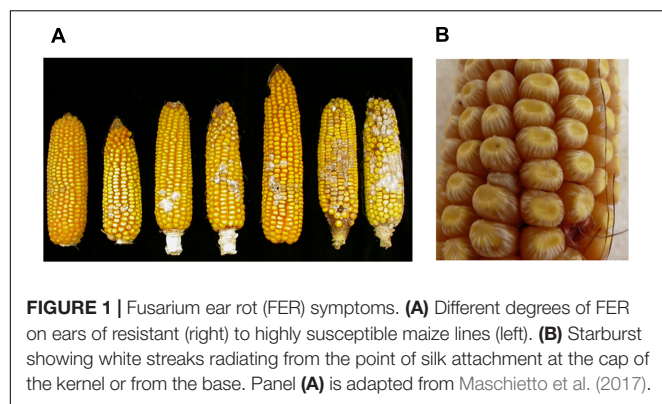 A
B
FIGURE 1 | Fusarium ear rot (FER) symptoms. (A) Different degrees of FER
on ears of resistant (right) to highly susceptible maize lines (left). (B) Starburst
showing white streaks radiating from the point of silk attachment at the cap of
the kernel or from the base. Panel (A) is adapted from Maschietto et al. (2017).